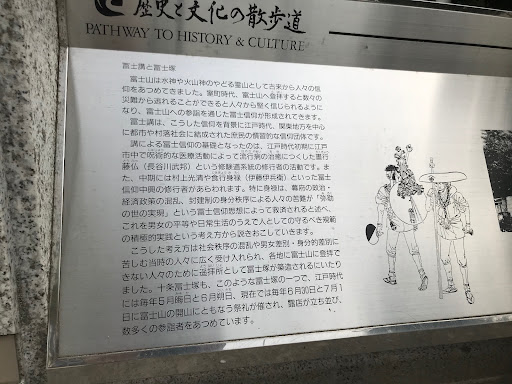 歴史と文化の散歩道
PATHWAY TO HISTORY & CULTURE
富士講と富士塚
富士山は水神や火山神のやどる霊山として古来から人々の信
仰をあつめてきました。室町時代、富士山へ登拝すると数々の
災難から逃れることができると人々から堅く信じられるように
なり、富士山への参詣を通した富士信仰が形成されてきます。
富士講は、こうした信仰を背景に江戸時代、関東地方を中心
に都市や村落社会に結成された庶民の慣習的な信仰団体です。
講による富士信仰の基礎となったのは、江戸時代初期に江戸
市中で呪術的な医療活動によって流行病の治癒につくした書行
藤仏（長谷川武邦）という修験道系統の修行者の活動です。ま
た、中期には村上光清や食行身禄（伊藤伊兵衛）といった富士
信仰中興の修行者があらわれます。特に身禄は、幕府の政治・
経済政策の混乱、封建制の身分秩序による人々の苦難が「弥勒
の世の実現」という富士信仰思想によって救済されると述べ、
これを男女の平等や日常生活のうえで人としての守るべき規範
の積極的実践という考え方から説きおこしていきます。
こうした考え方は社会秩序の混乱や男女差別・身分的差別に
苦しむ当時の人々に広く受け入れられ、各地に富士山に登拝で
きない人々のために遥拝所として富士塚が築造されるにいたり
ました。十条富士塚も、このような富士塚の一つで、江戸時代
には毎年5月晦日と6月朔日、現在では毎年6月30日と7月1
日に富士山の開山にともなう祭礼が催され、露店が立ち並び、
数多くの参詣者をあつめています。